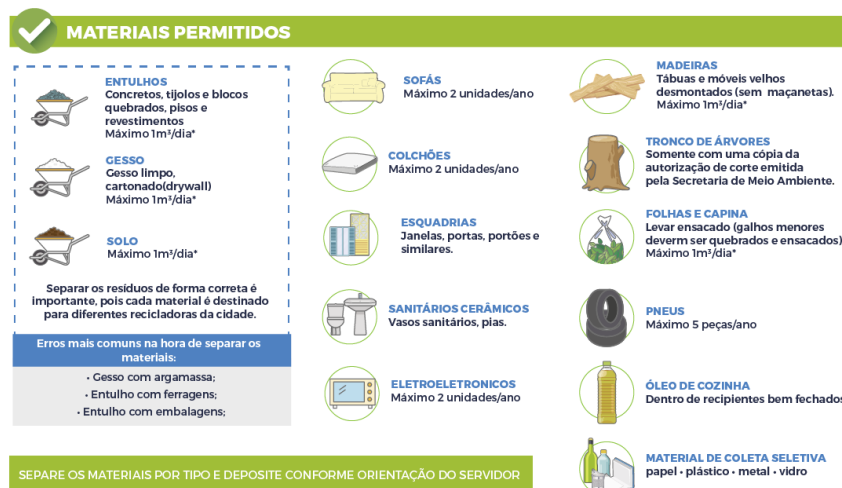 MATERIAIS PERMITIDOS
ENTULHOS
Concretos, tijolos e blocos
quebrados, pisos e
revestimentos
Máximo 1m³/dia*
GESSO
Gesso limpo,
cartonado(drywall)
Máximo 1m³/dia*
SOLO
Máximo 1m³/dia*
Separar os resíduos de forma correta é
importante, pois cada material é destinado
para diferentes recicladoras da cidade.
Erros mais comuns na hora de separar os
materiais:
• Gesso com argamassa;
• Entulho com ferragens;
• Entulho com embalagens;
SOFÁS
Máximo 2 unidades/ano
COLCHÕES
Máximo 2 unidades/ano
ESQUADRIAS
Janelas, portas, portões e
similares.
SANITÁRIOS CERÂMICOS
Vasos sanitários, pias.
ELETROELETRONICOS
Máximo 2 unidades/ano
MADEIRAS
Tábuas e móveis velhos
desmontados (sem maçanetas).
Máximo 1m³/dia*
TRONCO DE ÁRVORES
Somente com uma cópia da
autorização de corte emitida
pela Secretaria de Meio Ambiente.
FOLHAS E CAPINA
Levar ensacado (galhos menores
deverm ser quebrados e ensacados)
Máximo 1m³/dia*
PNEUS
Máximo 5 peças/ano
ÓLEO DE COZINHA
Dentro de recipientes bem fechados
MATERIAL DE COLETA SELETIVA
papel • plástico • metal • vidro
SEPARE OS MATERIAIS POR TIPO E DEPOSITE CONFORME ORIENTAÇÃO DO SERVIDOR